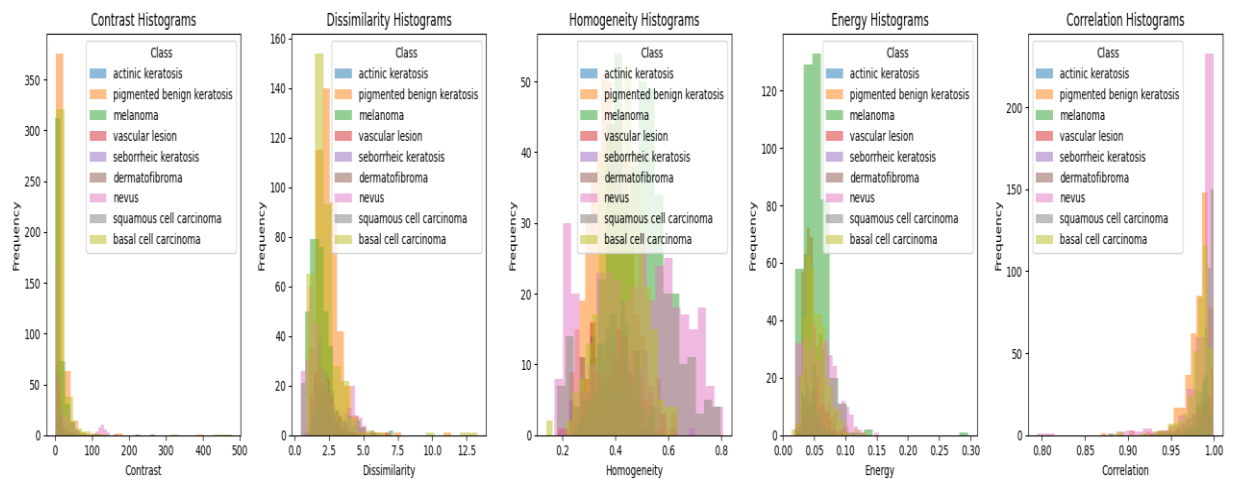 Contrast Histograms
Frequency
350
300
250
200
150
100
50
0
Class
actinic keratosis
pigmented benign keratosis
melanoma
vascular lesion
seborrheic keratosis
dermatofibroma
nevus
squamous cell carcinoma
basal cell carcinoma
0 100 200 300 400 500
Contrast
Dissimilarity Histograms
Frequency
160
140
120
100
80
60
40
20
0
Class
actinic keratosis
pigmented benign keratosis
melanoma
vascular lesion
seborrheic keratosis
dermatofibroma
nevus
squamous cell carcinoma
basal cell carcinoma
0.0 2.5 5.0 7.5 10.0 12.5
Dissimilarity
Homogeneity Histograms
Frequency
50
40
30
20
10
0
Class
actinic keratosis
pigmented benign keratosis
melanoma
vascular lesion
seborrheic keratosis
dermatofibroma
nevus
squamous cell carcinoma
basal cell carcinoma
0.2 0.4 0.6 0.8
Homogeneity
Energy Histograms
Frequency
120
100
80
60
40
20
0
Class
actinic keratosis
pigmented benign keratosis
melanoma
vascular lesion
seborrheic keratosis
dermatofibroma
nevus
squamous cell carcinoma
basal cell carcinoma
0.00 0.05 0.10 0.15 0.20 0.25 0.30
Energy
Correlation Histograms
Frequency
200
150
100
50
0
Class
actinic keratosis
pigmented benign keratosis
melanoma
vascular lesion
seborrheic keratosis
dermatofibroma
nevus
squamous cell carcinoma
basal cell carcinoma
0.80 0.85 0.90 0.95 1.00
Correlation